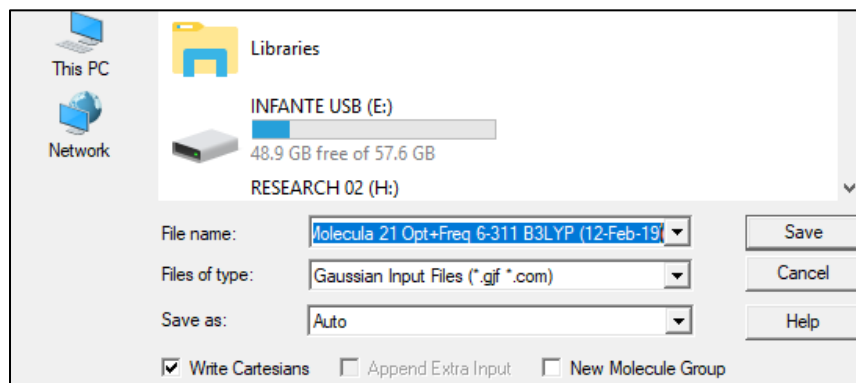 This PC
Network
Libraries
INFANTE USB (E:)
48.9 GB free of 57.6 GB
RESEARCH 02 (H:)
File name:
Molecula 21 Opt+Freq 6-311 B3LYP (12-Feb-19
Save
Files of type:
Gaussian Input Files (*.gjf *.com)
Cancel
Save as:
Auto
Help
Write Cartesians
Append Extra Input
New Molecule Group